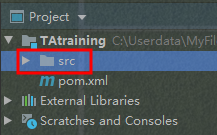 Project
TAtraining C:\Userdata\MyFil
src
m pom.xml
External Libraries
Scratches and Consoles